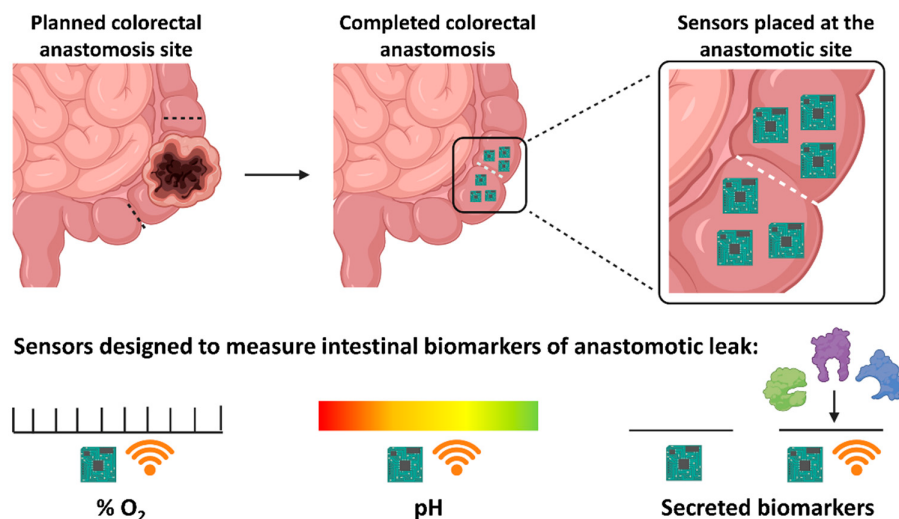 Planned colorectal
anastomosis site
Completed colorectal
anastomosis
Sensors placed at the
anastomotic site
Sensors designed to measure intestinal biomarkers of anastomotic leak:
% O₂
pH
Secreted biomarkers